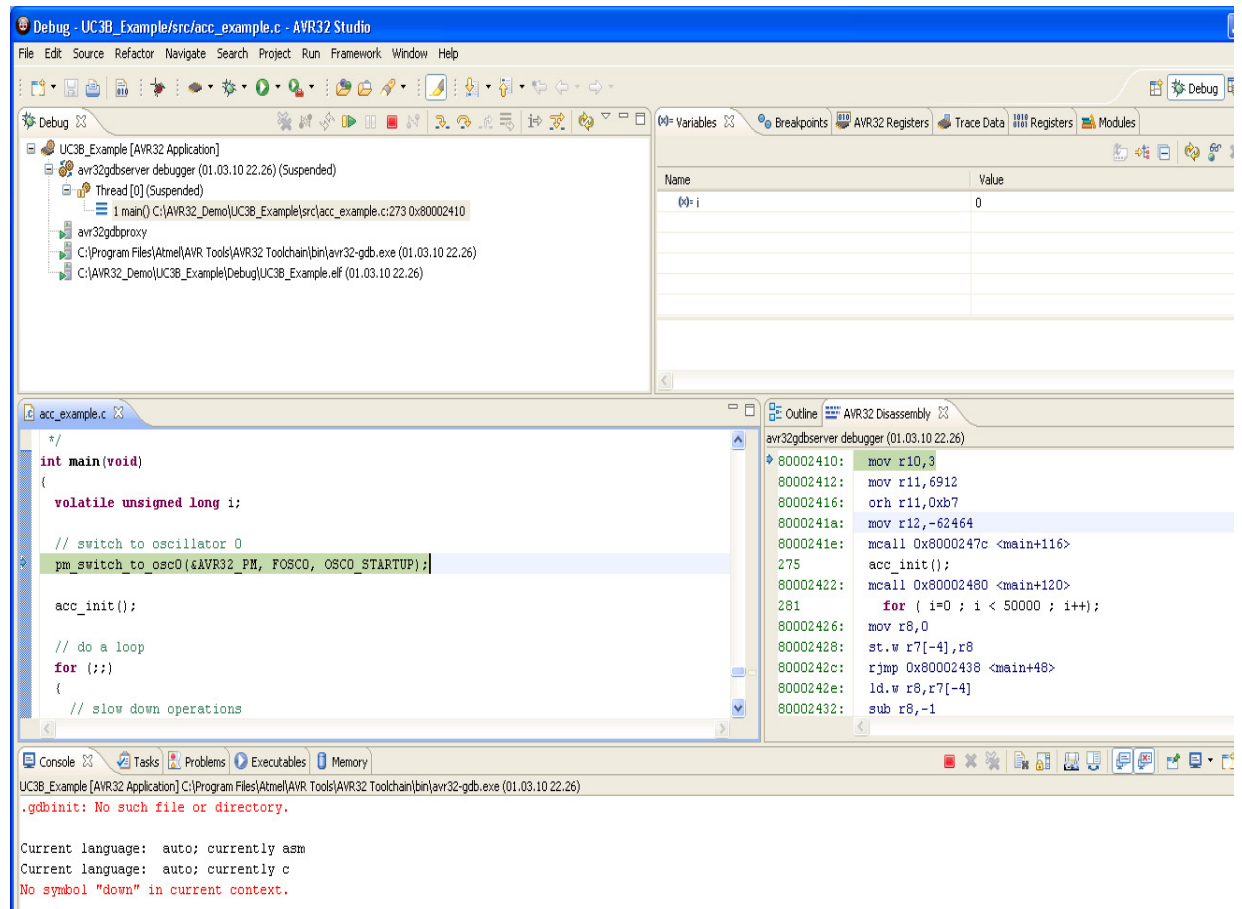 Debug - UC3B_Example/src/acc_example.c - AVR32 Studio
File Edit Source Refactor Navigate Search Project Run Framework Window Help
Debug
Debug
UC3B_Example [AVR32 Application]
avr32gdbserver debugger (01.03.10 22.26) (Suspended)
Thread [0] (Suspended)
1 main() C:\AVR32_Demo\UC3B_Example\src\acc_example.c:273 0x80002410
avr32gdbproxy
C:\Program Files\Atmel\AVR Tools\AVR32 Toolchain\bin\avr32-gdb.exe (01.03.10 22.26)
C:\AVR32_Demo\UC3B_Example\Debug\UC3B_Example.elf (01.03.10 22.26)
(x)= Variables Breakpoints AVR32 Registers Trace Data Registers Modules
Name Value
(x)= i 0
acc_example.c
*/
int main(void)
{
volatile unsigned long i;
// switch to oscillator 0
pm_switch_to_osc0(&AVR32_PM, FOSC0, OSC0_STARTUP);
acc_init();
// do a loop
for (;;)
{
// slow down operations
Outline AVR32 Disassembly
avr32gdbserver debugger (01.03.10 22.26)
80002410: mov r10,3
80002412: mov r11,6912
80002416: orh r11,0xb7
8000241a: mov r12,-62464
8000241e: mcall 0x8000247c <main+116>
275 acc_init();
80002422: mcall 0x80002480 <main+120>
281 for ( i=0 ; i < 50000 ; i++);
80002426: mov r8,0
80002428: st.w r7[-4],r8
8000242c: rjmp 0x80002438 <main+48>
8000242e: ld.w r8,r7[-4]
80002432: sub r8,-1
Console Tasks Problems Executables Memory
UC3B_Example [AVR32 Application] C:\Program Files\Atmel\AVR Tools\AVR32 Toolchain\bin\avr32-gdb.exe (01.03.10 22.26)
.gdbinit: No such file or directory.
Current language: auto; currently asm
Current language: auto; currently c
No symbol "down" in current context.